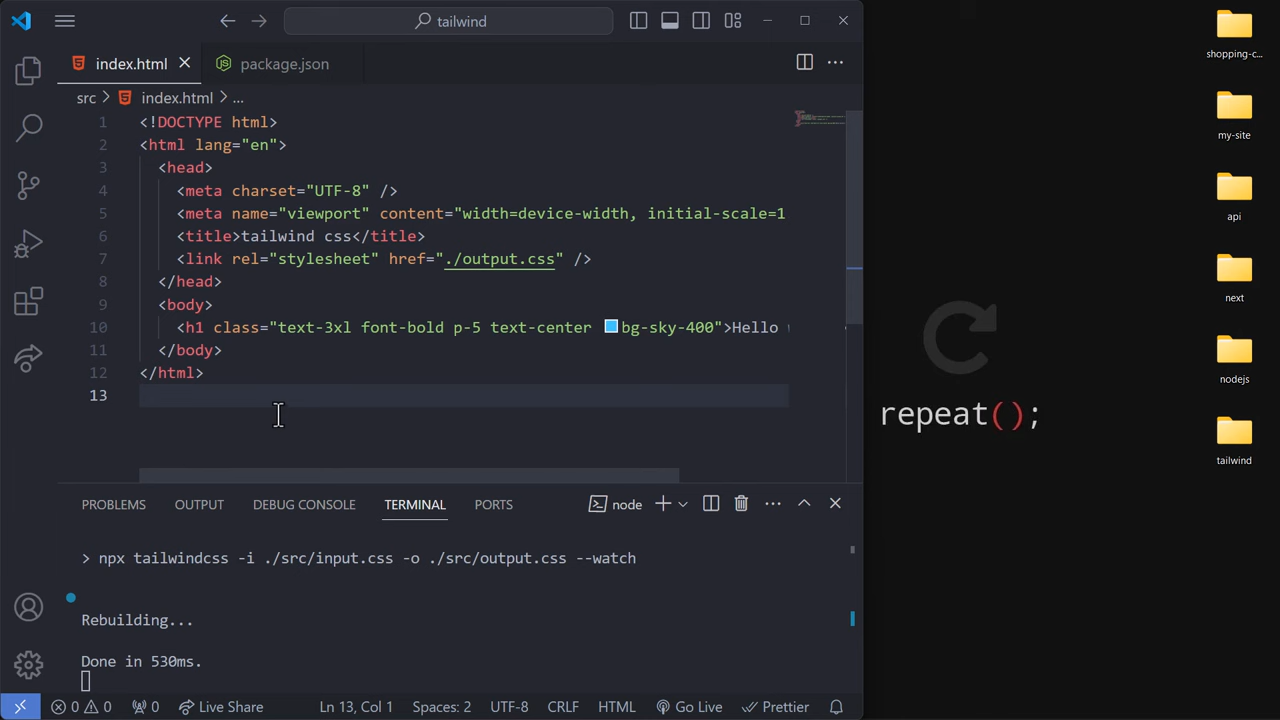 tailwind
index.html
package.json
src > index.html > ...
1 <!DOCTYPE html>
2 <html lang="en">
3 <head>
4 <meta charset="UTF-8" />
5 <meta name="viewport" content="width=device-width, initial-scale=1
6 <title>tailwind css</title>
7 <link rel="stylesheet" href="./output.css" />
8 </head>
9 <body>
10 <h1 class="text-3xl font-bold p-5 text-center bg-sky-400">Hello
11 </body>
12 </html>
13
PROBLEMS OUTPUT DEBUG CONSOLE TERMINAL PORTS
node
> npx tailwindcss -i ./src/input.css -o ./src/output.css --watch
Rebuilding...
Done in 530ms.
0 0 0 Live Share Ln 13, Col 1 Spaces: 2 UTF-8 CRLF HTML Go Live Prettier
repeat();
shopping-c...
my-site
api
next
nodejs
tailwind